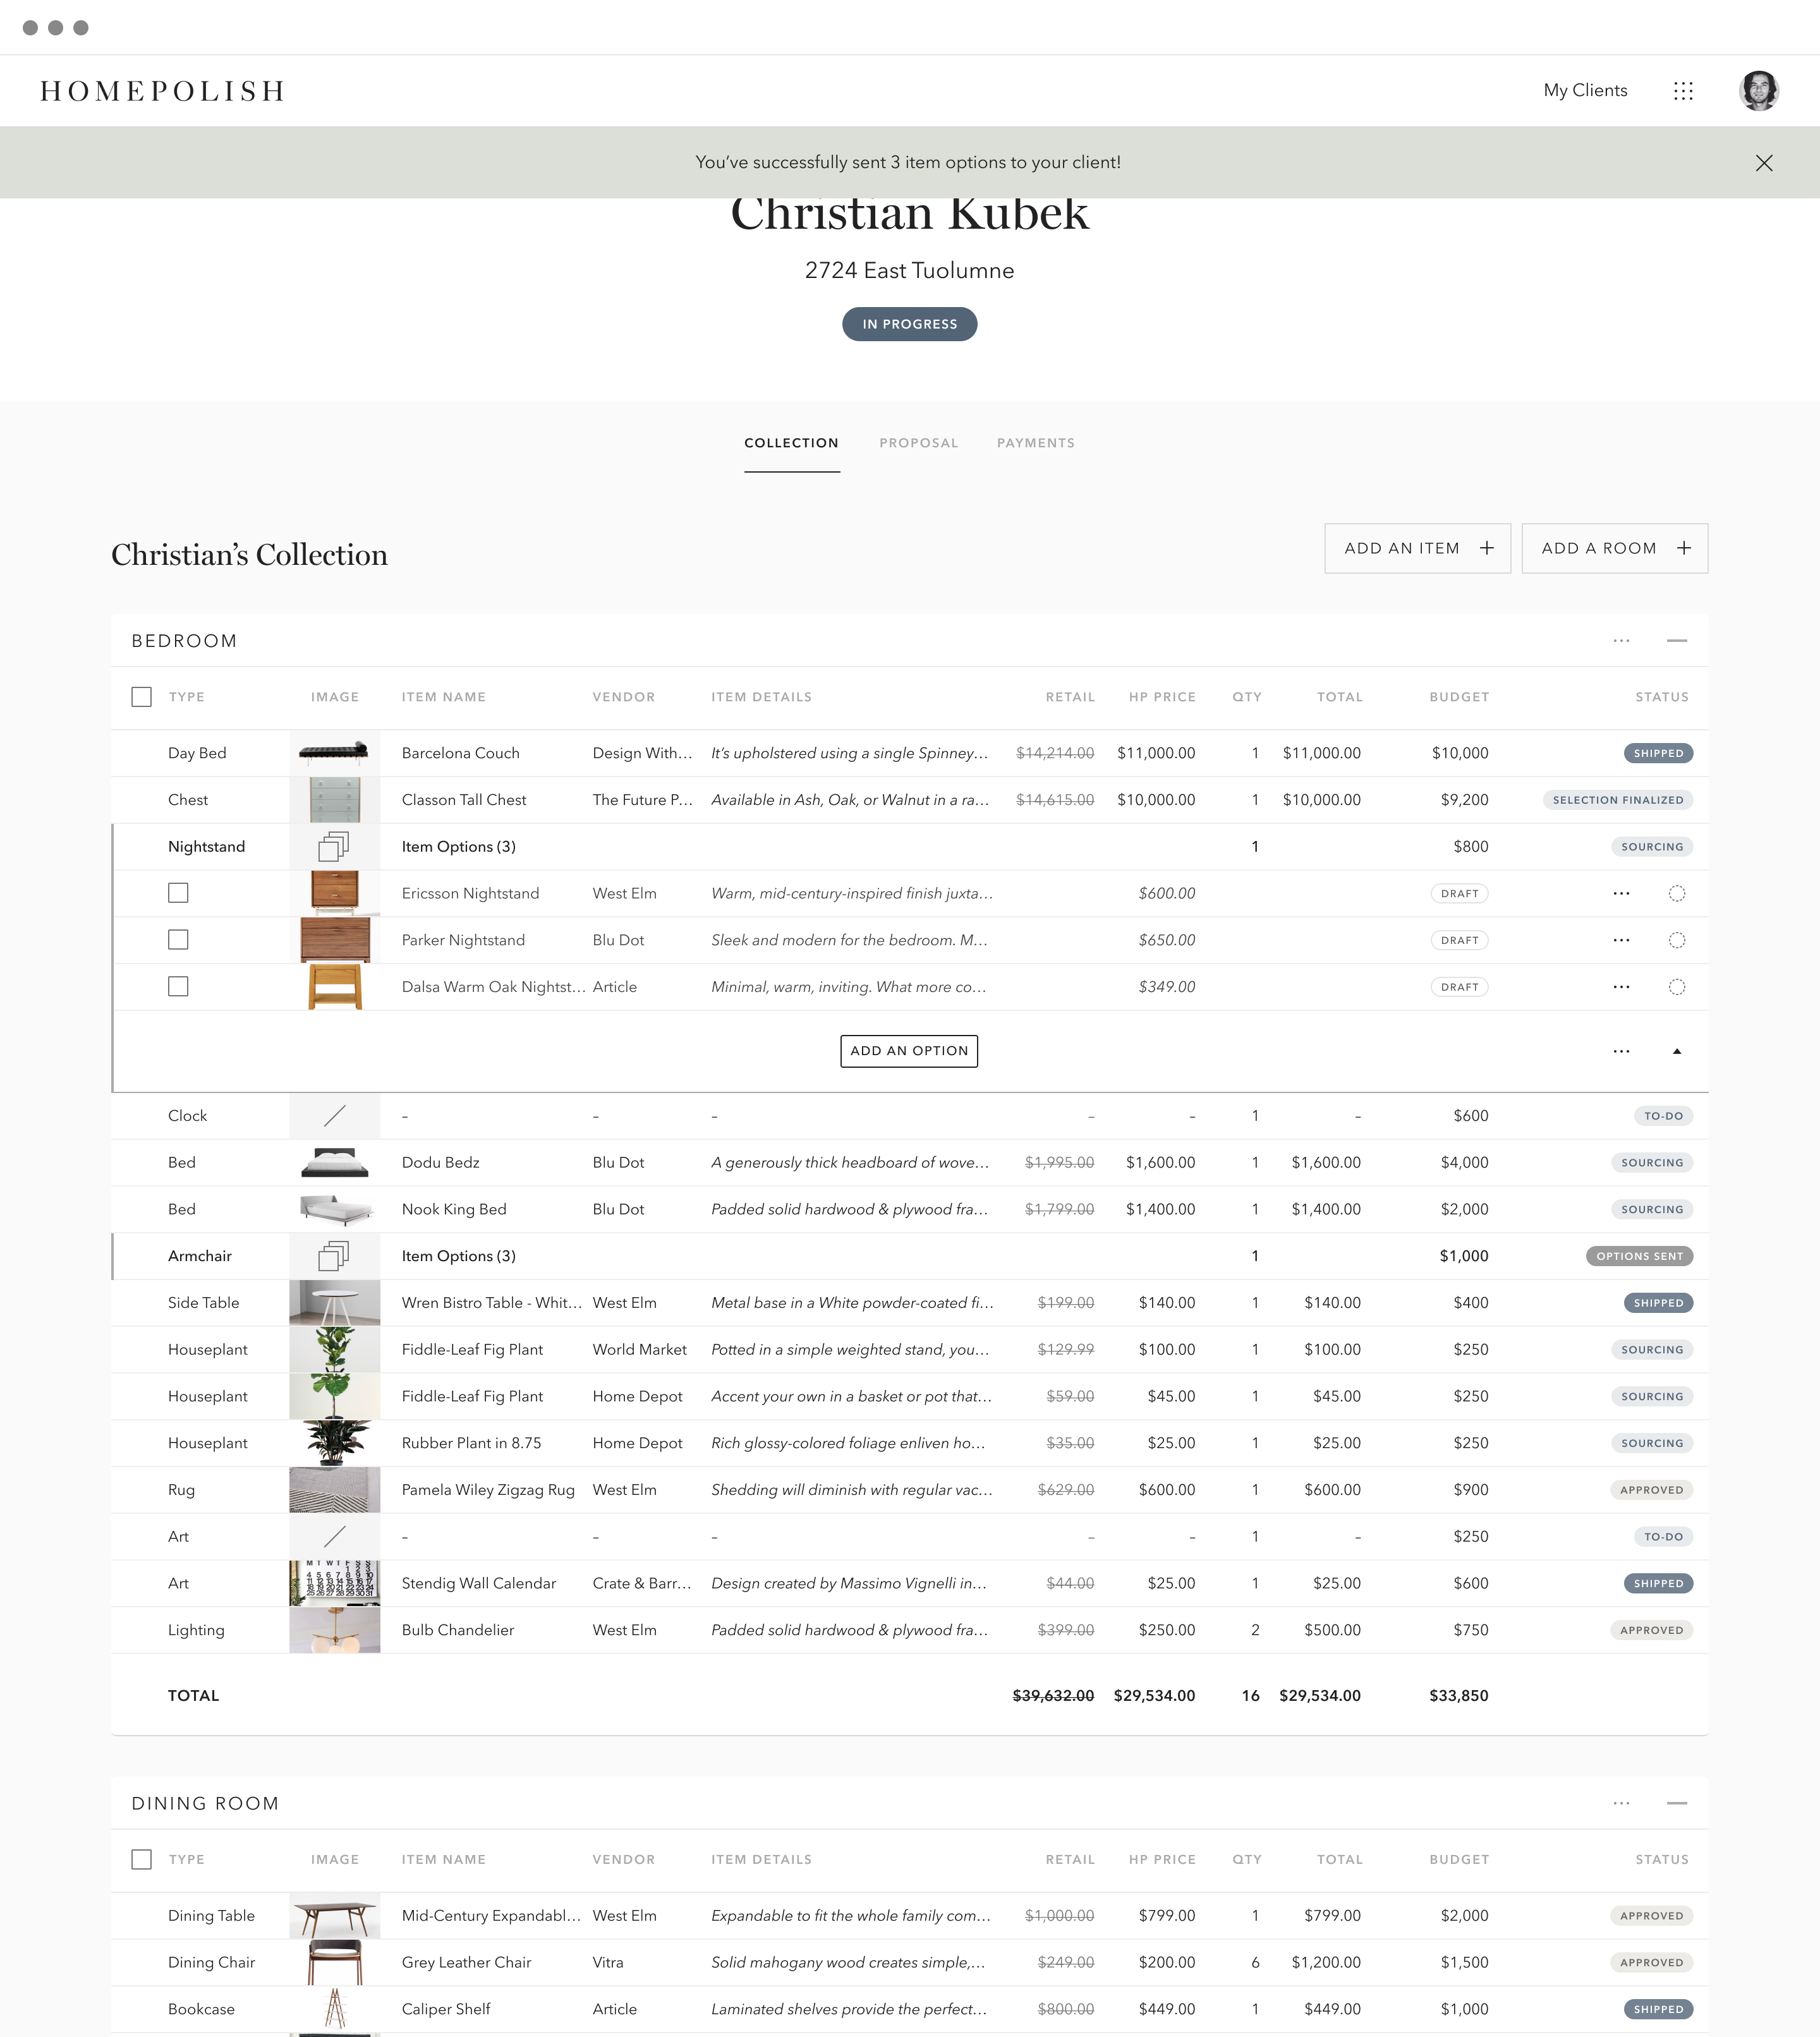 HOMEPOLISH My Clients
You've successfully sent 3 item options to your client!
Christian Kubek
2724 East Tuolumne
IN PROGRESS
COLLECTION PROPOSAL PAYMENTS
Christian's Collection ADD AN ITEM + ADD A ROOM +
BEDROOM
TYPE IMAGE ITEM NAME VENDOR ITEM DETAILS RETAIL HP PRICE QTY TOTAL BUDGET STATUS
Day Bed Barcelona Couch Design With... It's upholstered using a single Spinney... $14,214.00 $11,000.00 1 $11,000.00 $10,000 SHIPPED
Chest Classon Tall Chest The Future P... Available in Ash, Oak, or Walnut in a ra... $14,615.00 $10,000.00 1 $10,000.00 $9,200 SELECTION FINALIZED
Nightstand Item Options (3) 1 $800 SOURCING
Ericsson Nightstand West Elm Warm, mid-century-inspired finish juxta... $600.00 DRAFT
Parker Nightstand Blu Dot Sleek and modern for the bedroom. M... $650.00 DRAFT
Dalsa Warm Oak Nightst... Article Minimal, warm, inviting. What more co... $349.00 DRAFT
ADD AN OPTION
Clock – – – – – 1 – $600 TO-DO
Bed Dodu Bedz Blu Dot A generously thick headboard of wove... $1,995.00 $1,600.00 1 $1,600.00 $4,000 SOURCING
Bed Nook King Bed Blu Dot Padded solid hardwood & plywood fra... $1,799.00 $1,400.00 1 $1,400.00 $2,000 SOURCING
Armchair Item Options (3) 1 $1,000 OPTIONS SENT
Side Table Wren Bistro Table - Whit... West Elm Metal base in a White powder-coated fi... $199.00 $140.00 1 $140.00 $400 SHIPPED
Houseplant Fiddle-Leaf Fig Plant World Market Potted in a simple weighted stand, you... $129.99 $100.00 1 $100.00 $250 SOURCING
Houseplant Fiddle-Leaf Fig Plant Home Depot Accent your own in a basket or pot that... $59.00 $45.00 1 $45.00 $250 SOURCING
Houseplant Rubber Plant in 8.75 Home Depot Rich glossy-colored foliage enliven ho... $35.00 $25.00 1 $25.00 $250 SOURCING
Rug Pamela Wiley Zigzag Rug West Elm Shedding will diminish with regular vac... $629.00 $600.00 1 $600.00 $900 APPROVED
Art – – – – – 1 – $250 TO-DO
Art Stendig Wall Calendar Crate & Barr... Design created by Massimo Vignelli in... $44.00 $25.00 1 $25.00 $600 SHIPPED
Lighting Bulb Chandelier West Elm Padded solid hardwood & plywood fra... $399.00 $250.00 2 $500.00 $750 APPROVED
TOTAL $39,632.00 $29,534.00 16 $29,534.00 $33,850
DINING ROOM
TYPE IMAGE ITEM NAME VENDOR ITEM DETAILS RETAIL HP PRICE QTY TOTAL BUDGET STATUS
Dining Table Mid-Century Expandabl... West Elm Expandable to fit the whole family com... $1,000.00 $799.00 1 $799.00 $2,000 APPROVED
Dining Chair Grey Leather Chair Vitra Solid mahogany wood creates simple,... $249.00 $200.00 6 $1,200.00 $1,500 APPROVED
Bookcase Caliper Shelf Article Laminated shelves provide the perfect... $800.00 $449.00 1 $449.00 $1,000 SHIPPED